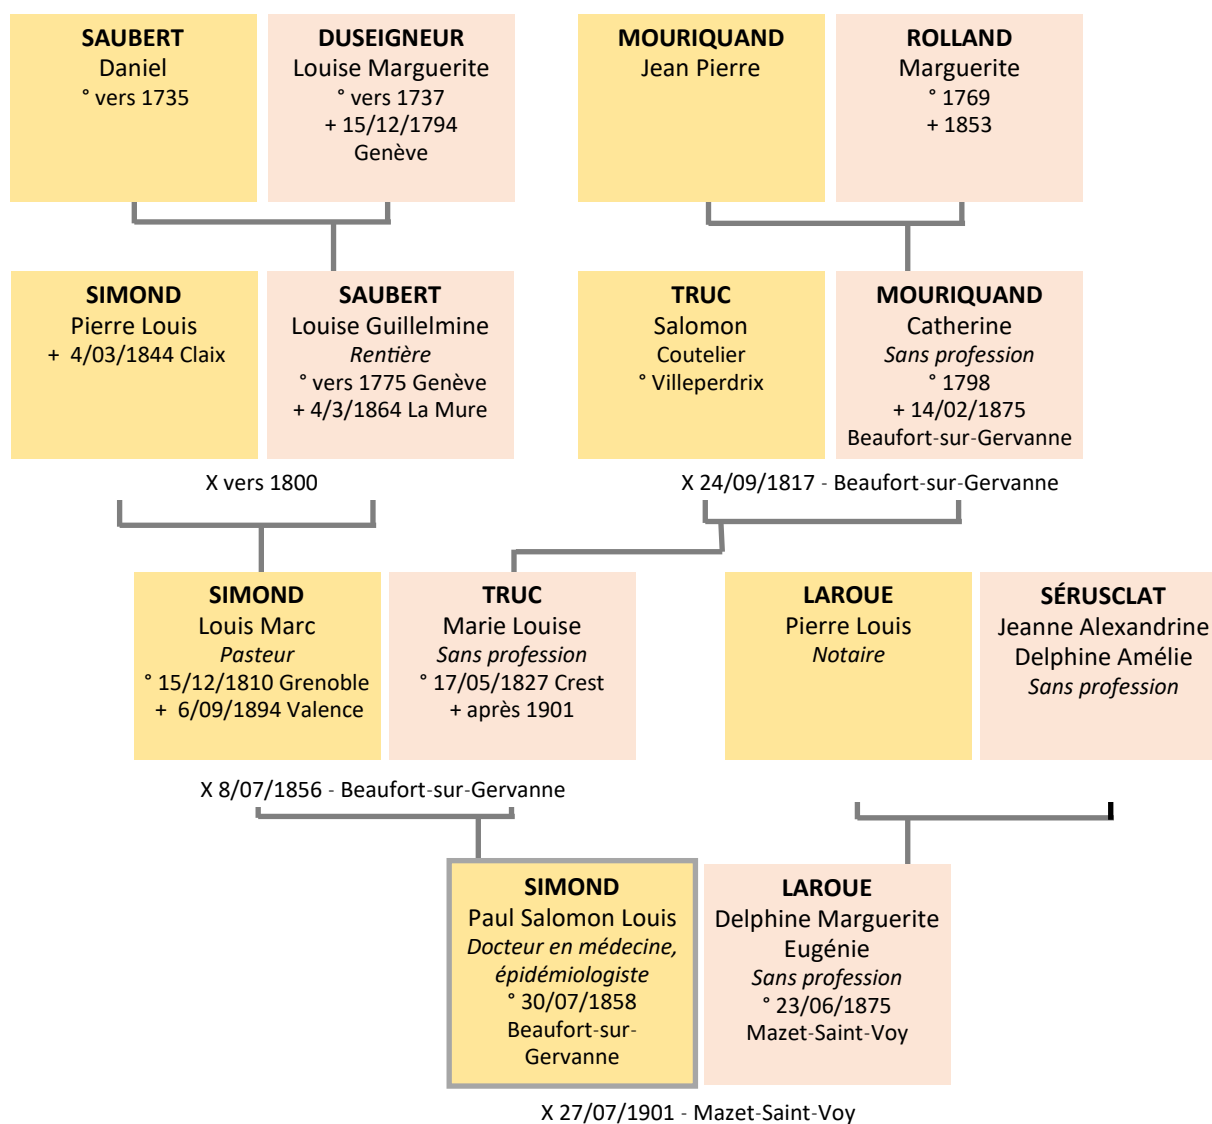 SAUBERT
Daniel
° vers 1735
DUSEIGNEUR
Louise Marguerite
° vers 1737
+ 15/12/1794
Genève
MOURIQUAND
Jean Pierre
ROLLAND
Marguerite
° 1769
+ 1853
SIMOND
Pierre Louis
+ 4/03/1844 Claix
SAUBERT
Louise Guillelmine
Rentière
° vers 1775 Genève
+ 4/3/1864 La Mure
TRUC
Salomon
Coutelier
° Villeperdrix
MOURIQUAND
Catherine
Sans profession
° 1798
+ 14/02/1875
Beaufort-sur-Gervanne
X vers 1800
X 24/09/1817 - Beaufort-sur-Gervanne
SIMOND
Louis Marc
Pasteur
° 15/12/1810 Grenoble
+ 6/09/1894 Valence
TRUC
Marie Louise
Sans profession
° 17/05/1827 Crest
+ après 1901
LAROUE
Pierre Louis
Notaire
SÉRUSCLAT
Jeanne Alexandrine
Delphine Amélie
Sans profession
X 8/07/1856 - Beaufort-sur-Gervanne
SIMOND
Paul Salomon Louis
Docteur en médecine,
épidémiologiste
° 30/07/1858
Beaufort-sur-
Gervanne
LAROUE
Delphine Marguerite
Eugénie
Sans profession
° 23/06/1875
Mazet-Saint-Voy
X 27/07/1901 - Mazet-Saint-Voy